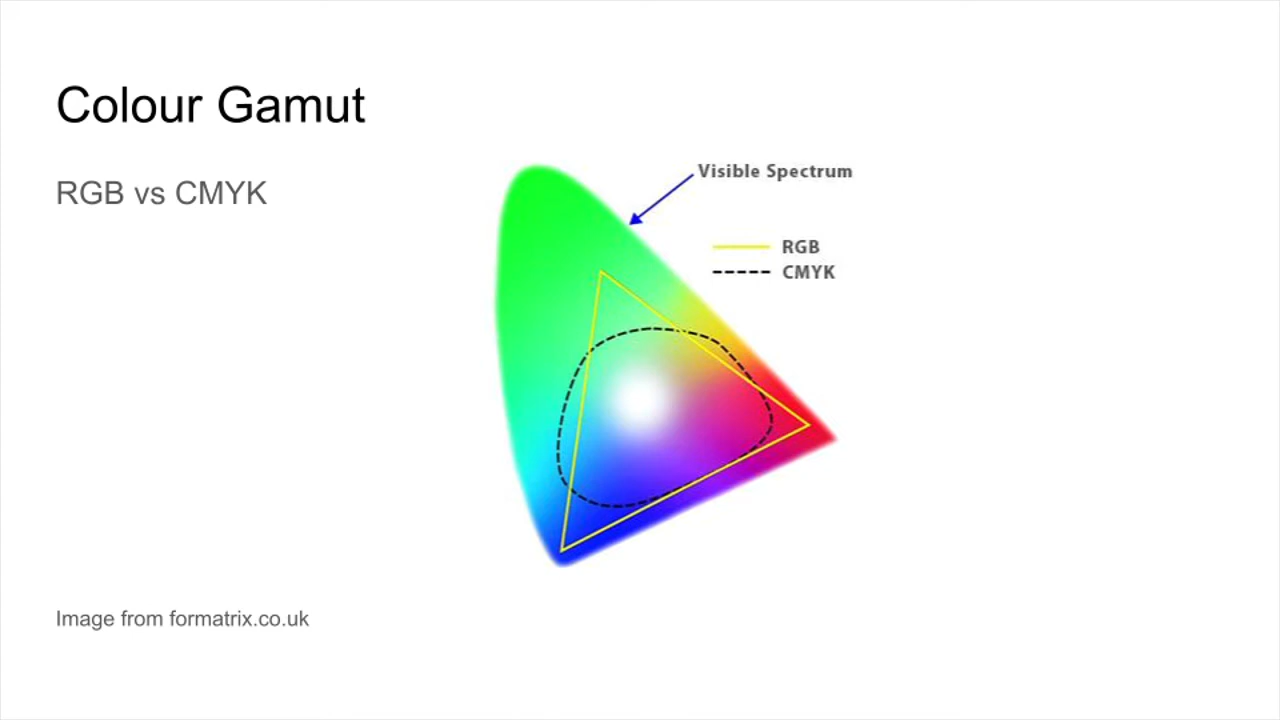 Colour Gamut
RGB vs CMYK
Visible Spectrum
RGB
CMYK
Image from formatrix.co.uk